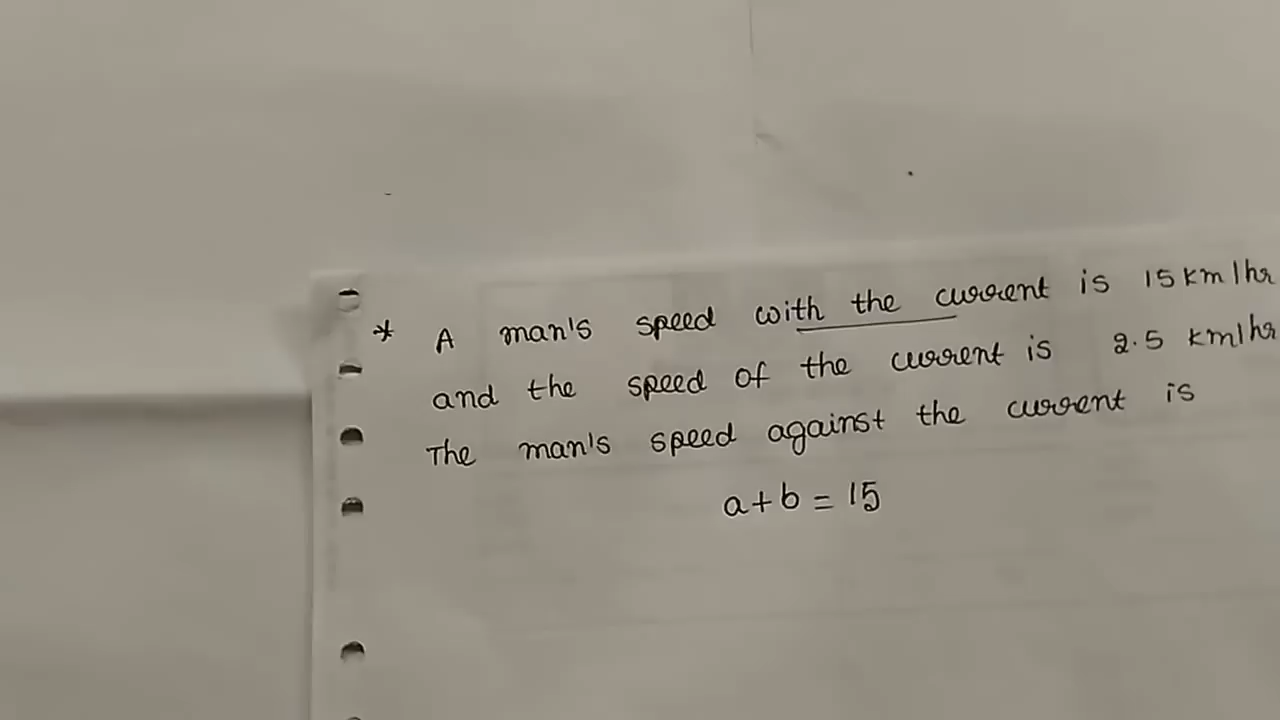 * A man's speed with the current is 15 km/hr
and the speed of the current is 2.5 km/hr
The man's speed against the current is
a + b = 15